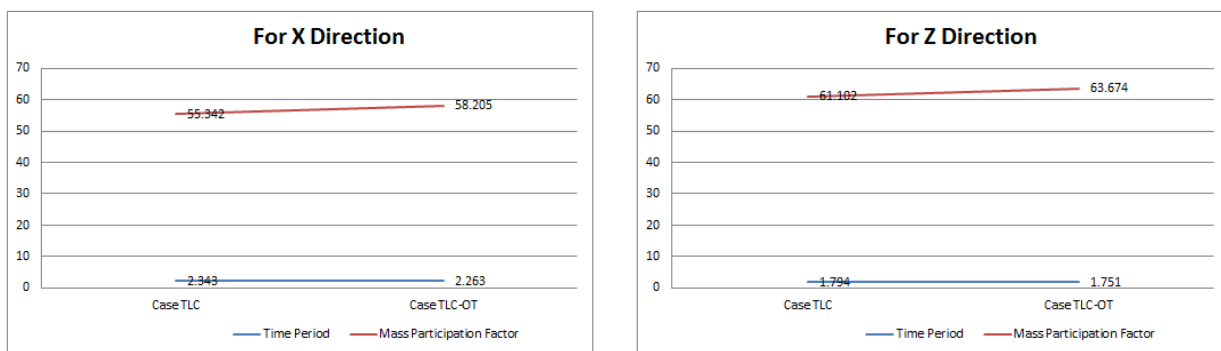 For X Direction
70
60
50
40
30
20
10
0
55.342
58.205
2.343
2.263
Case TLC
Case TLC-OT
Time Period
Mass Participation Factor
For Z Direction
70
60
50
40
30
20
10
0
61.102
63.674
1.794
1.751
Case TLC
Case TLC-OT
Time Period
Mass Participation Factor